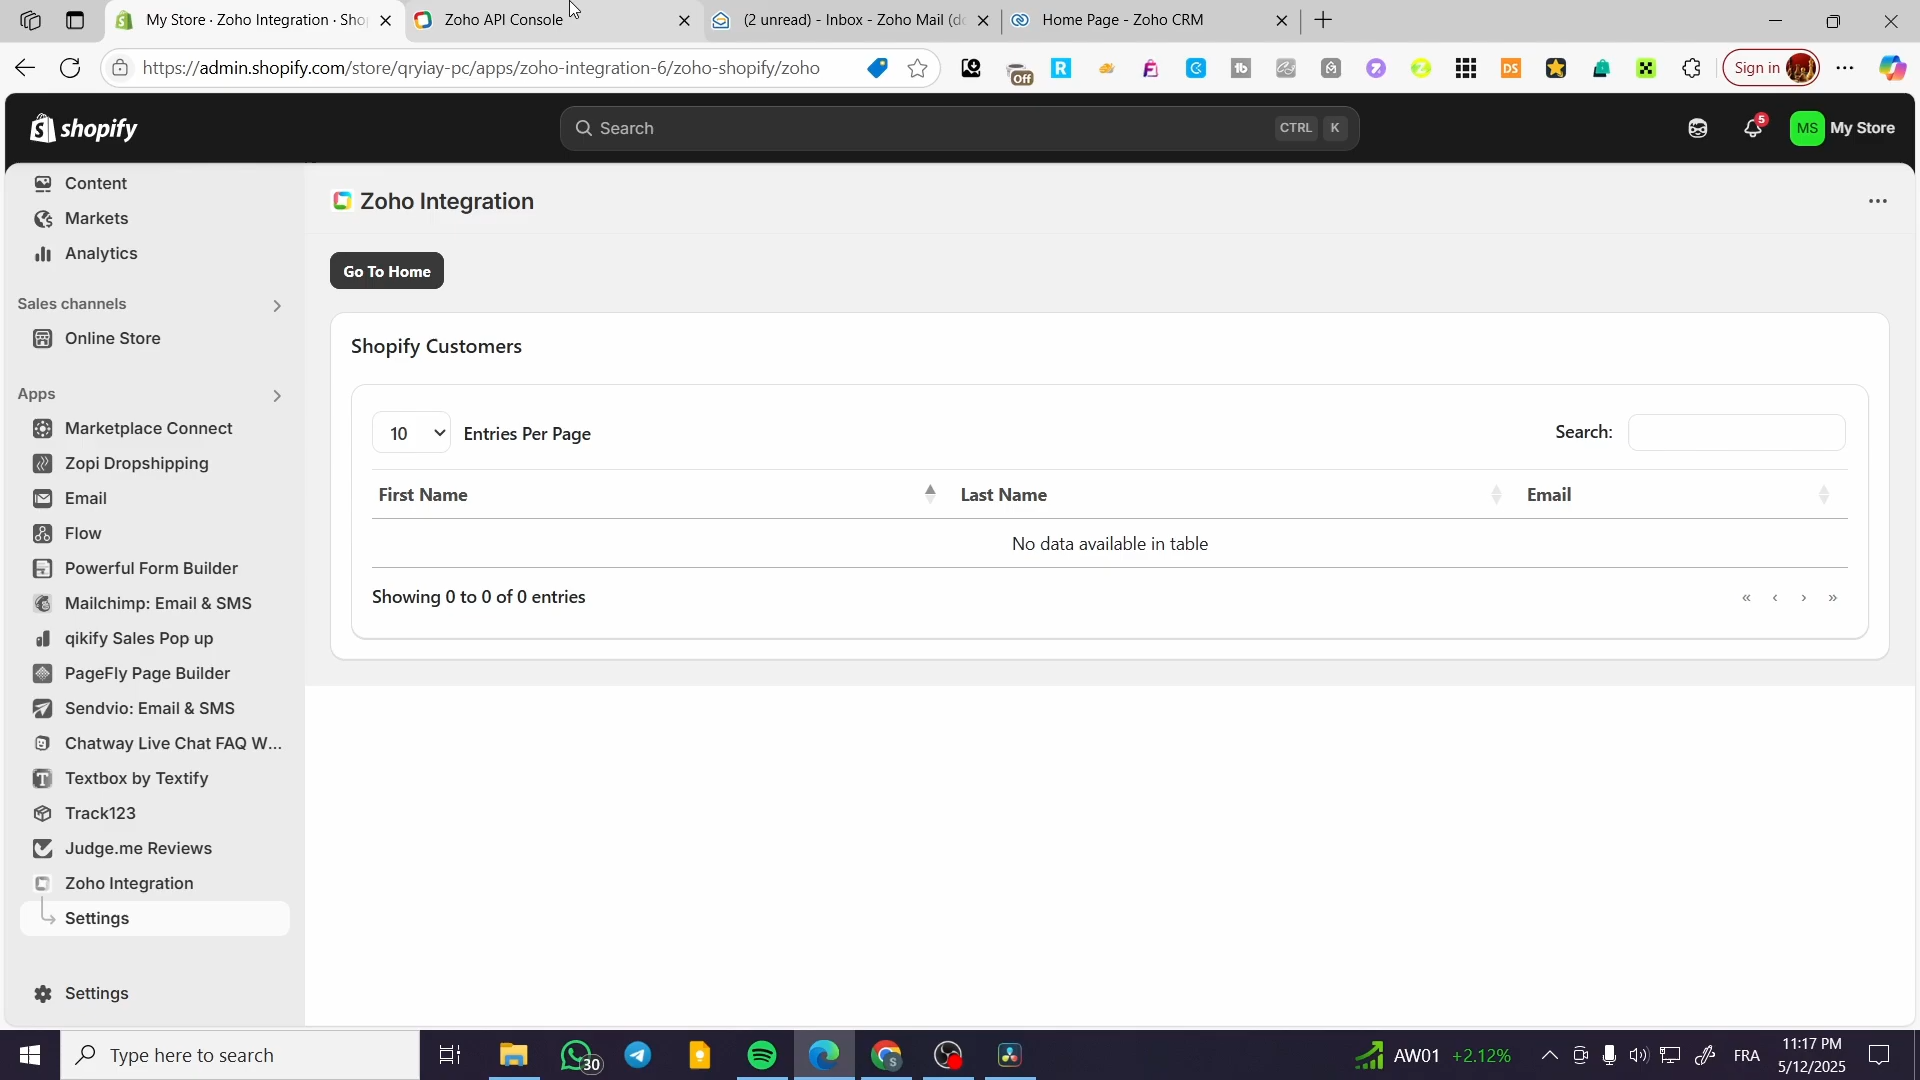 My Store · Zoho Integration · Sho
Zoho API Console
(2 unread) - Inbox - Zoho Mail (do
Home Page - Zoho CRM
https://admin.shopify.com/store/qryiay-pc/apps/zoho-integration-6/zoho-shopify/zoho
Off
Sign in
shopify
Search
CTRL K
5
MS
My Store
Content
Markets
Analytics
Sales channels
Online Store
Apps
Marketplace Connect
Zopi Dropshipping
Email
Flow
Powerful Form Builder
Mailchimp: Email & SMS
qikify Sales Pop up
PageFly Page Builder
Sendvio: Email & SMS
Chatway Live Chat FAQ W...
Textbox by Textify
Track123
Judge.me Reviews
Zoho Integration
Settings
Settings
Zoho Integration
Go To Home
Shopify Customers
10
Entries Per Page
Search:
First Name
Last Name
Email
No data available in table
Showing 0 to 0 of 0 entries
« ‹ › »
Type here to search
30
AW01 +2.12%
FRA
11:17 PM
5/12/2025